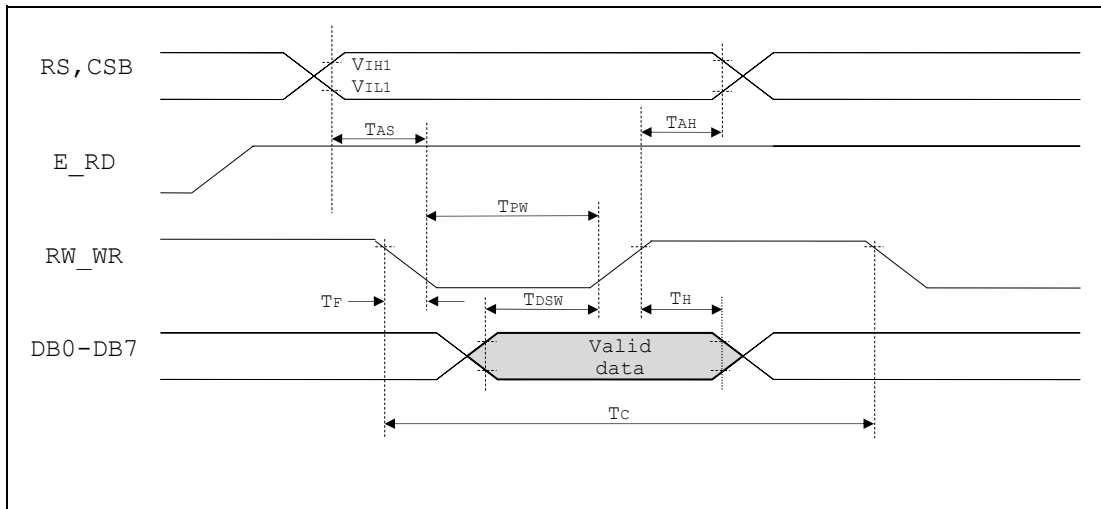 RS,CSB
VIH1
VIL1
TAS
TAH
E_RD
TPW
RW_WR
TF
TDSW
TH
DB0-DB7
Valid
data
TC